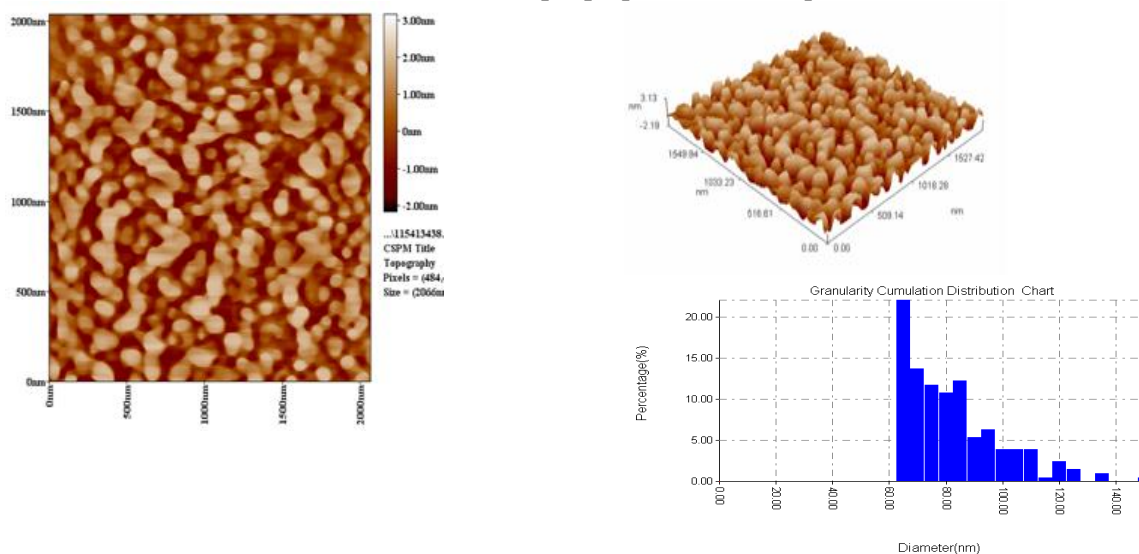 2000nm
1500nm
1000nm
500nm
0nm
0nm
500nm
1000nm
1500nm
2000nm
3.00nm
2.00nm
1.00nm
0nm
-1.00nm
-2.00nm
...\115413438.
CSPM Title
Topography
Pixels = (484,
Size = (2066n
3.13
nm
-2.19
1549.84
1033.23
nm
516.61
0.00
0.00
509.14
1018.28
nm
1527.42
Granularity Cumulation Distribution Chart
Percentage(%)
20.00
15.00
10.00
5.00
0.00
0.00
20.00
40.00
60.00
80.00
100.00
120.00
140.00
Diameter(nm)